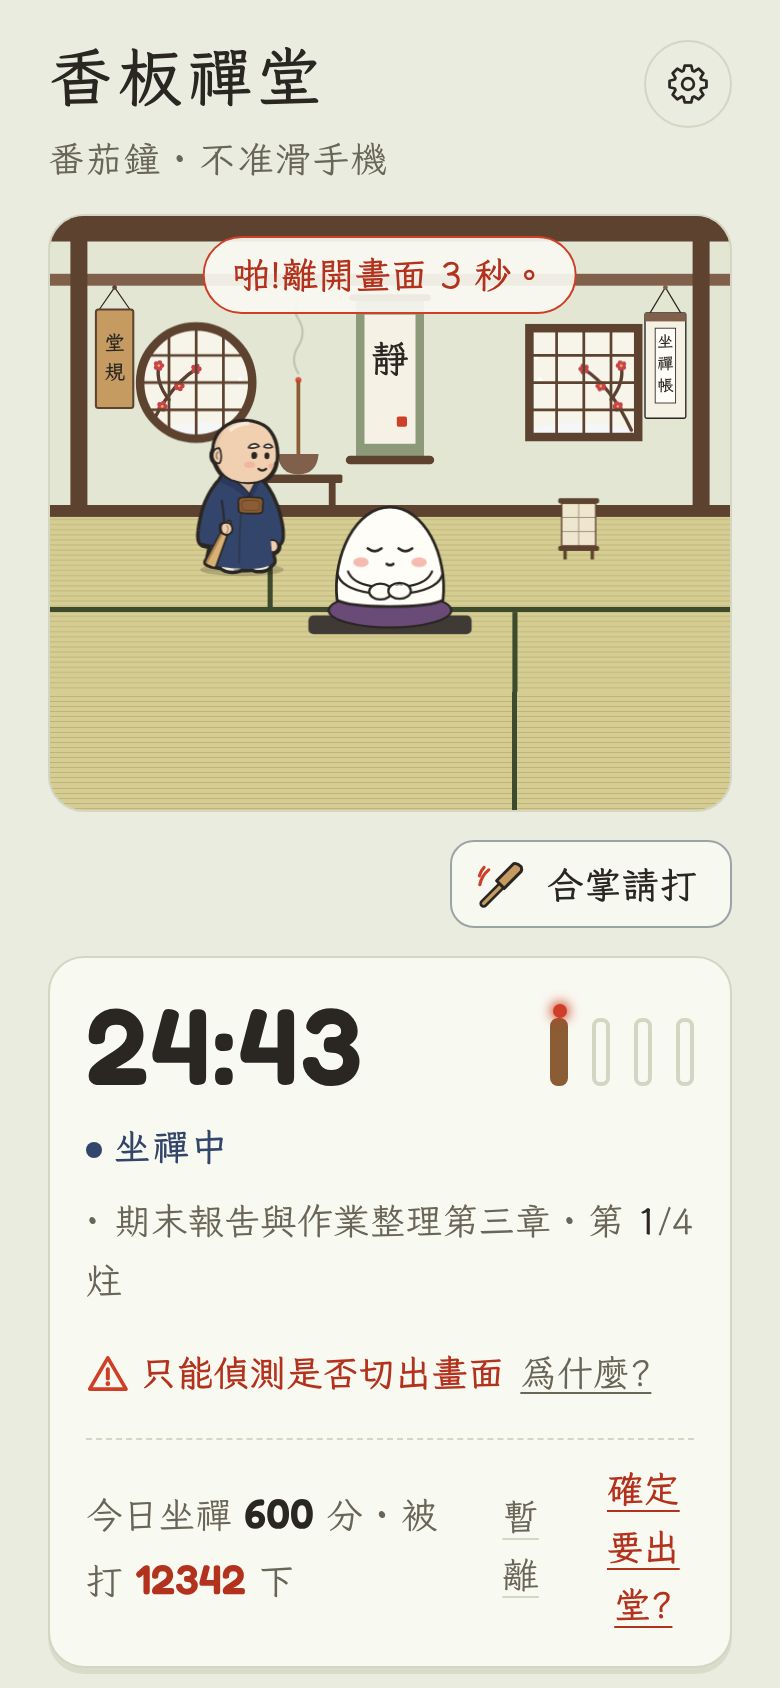 香板禪堂
番茄鐘・不准滑手機
啪!離開畫面 3 秒。
堂規
靜
坐禪帳
合掌請打
24:43
坐禪中
・期末報告與作業整理第三章・第 1/4
炷
只能偵測是否切出畫面 為什麼?
今日坐禪 600 分・被
打 12342 下
暫
離
確定
要出
堂?